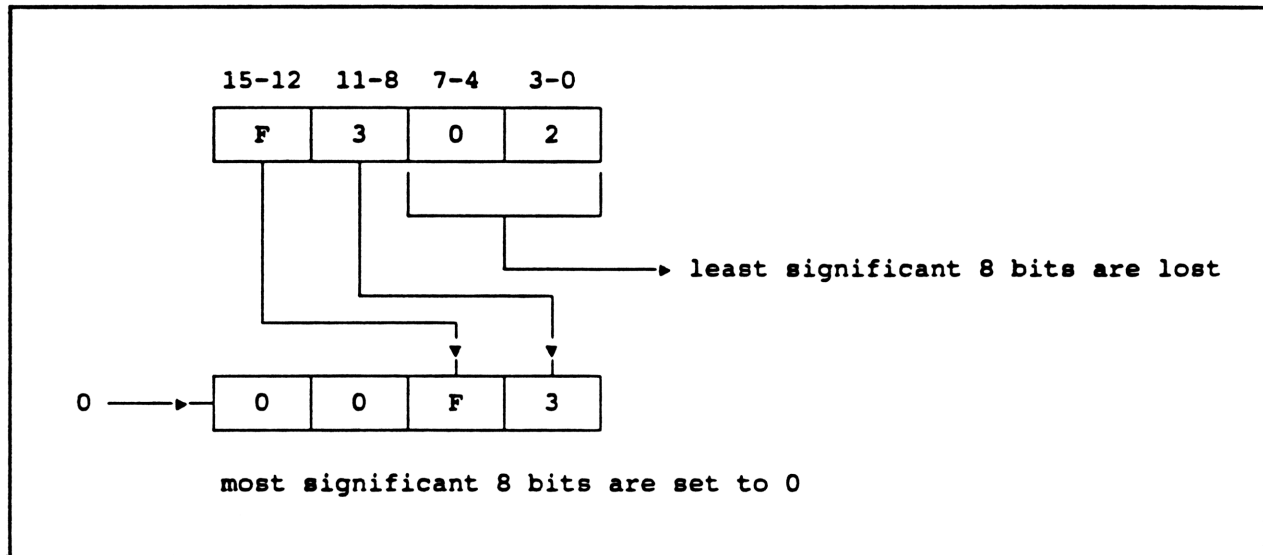 15-12 11-8 7-4 3-0
F 3 0 2
least significant 8 bits are lost
0 0 0 F 3
most significant 8 bits are set to 0